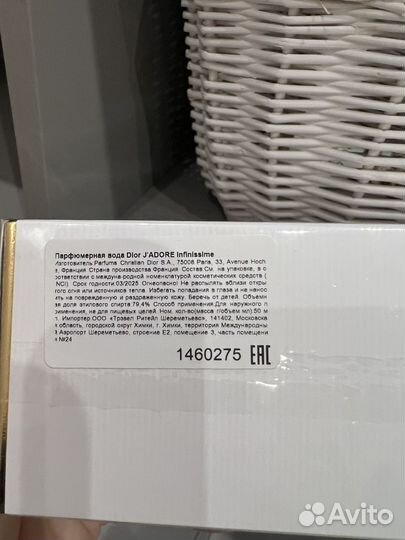 Парфюмерная вода Dior J'ADORE Infinissime
Изготовитель Parfums Christian Dior S.A., 75008 Paris, 33, Avenue Hoch
e, Франция Страна производства Франция Состав См. на упаковке, в с
оответствии с междуна-родной номенклатурой косметических средств (
INCI). Срок годности:03/2025. Огнеопасно! Не распылять вблизи открыт
ого огня или источников тепла. Избегать попадания в глаза и не нанос
ить на поврежденную и раздраженную кожу. Беречь от детей. Объемн
ая доля этилового спирта 79,4% Способ применения:Для наружного п
рименения, не для пищевых целей. Ном. кол-во(масса г/объем мл):50 м
л. Импортер ООО «Трэвел Ритейл Шереметьево», 141402, Московска
я область, городской округ Химки, г. Химки, территория Международны
й Аэропорт Шереметьево, строение Е2, помещение 3, часть помещени
я №24
1460275 EAC
Avito